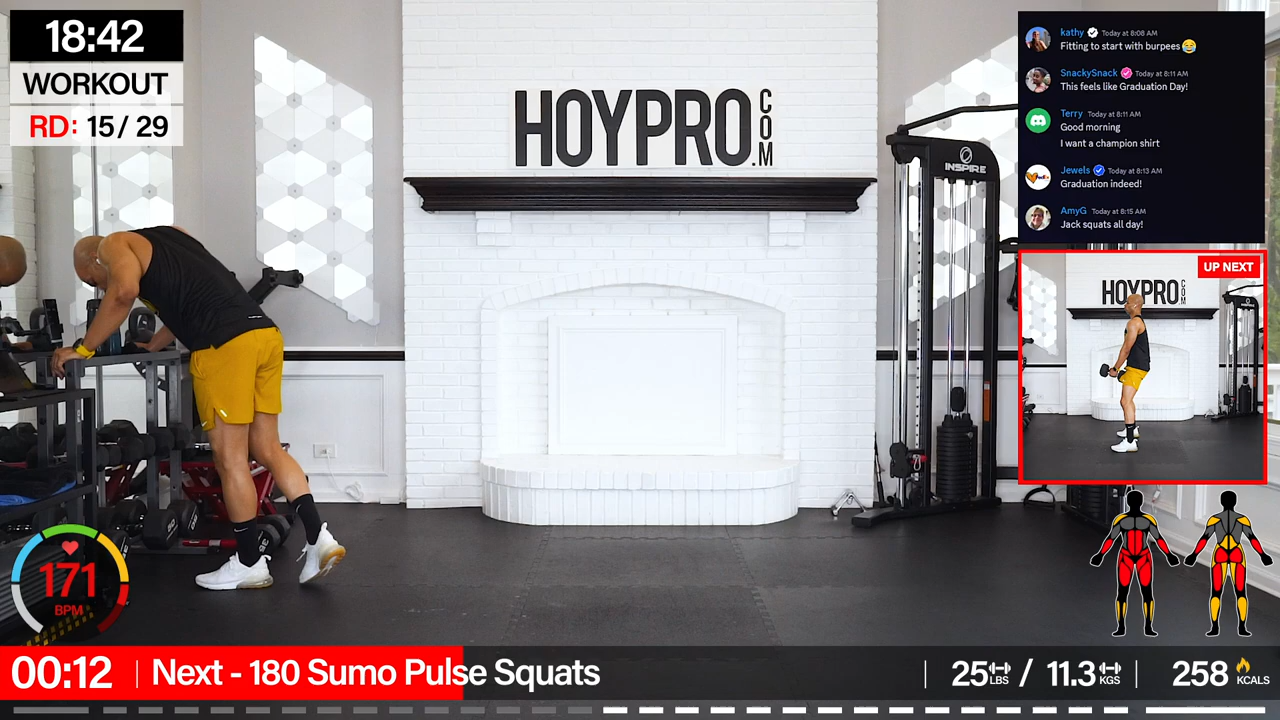 18:42
WORKOUT
RD: 15 / 29
HOYPRO.COM
INSPIRE
kathy Today at 8:08 AM
Fitting to start with burpees 😂
SnackySnack Today at 8:11 AM
This feels like Graduation Day!
Terry Today at 8:11 AM
Good morning
I want a champion shirt
Jewels Today at 8:13 AM
Graduation indeed!
AmyG Today at 8:15 AM
Jack squats all day!
UP NEXT
HOYPRO.COM
171
BPM
00:12 | Next - 180 Sumo Pulse Squats | 25 LBS / 11.3 KGS | 258 KCALS